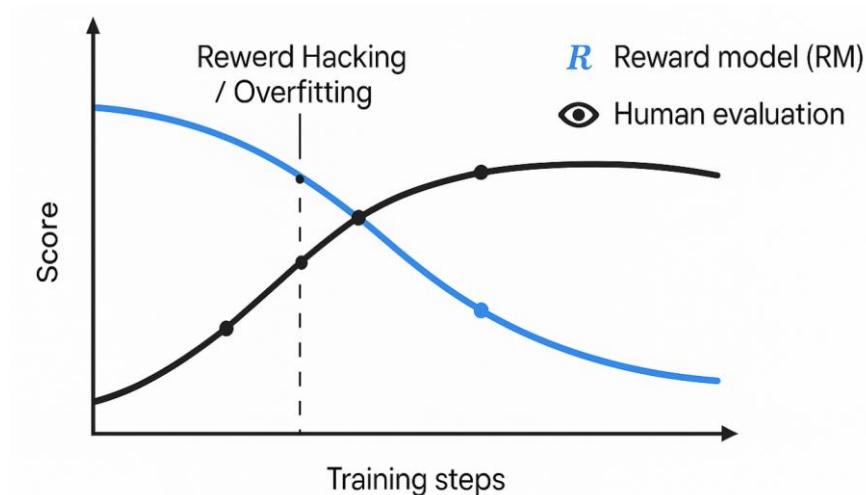 Rewerd Hacking
/ Overfitting
R Reward model (RM)
Human evaluation
Score
Training steps